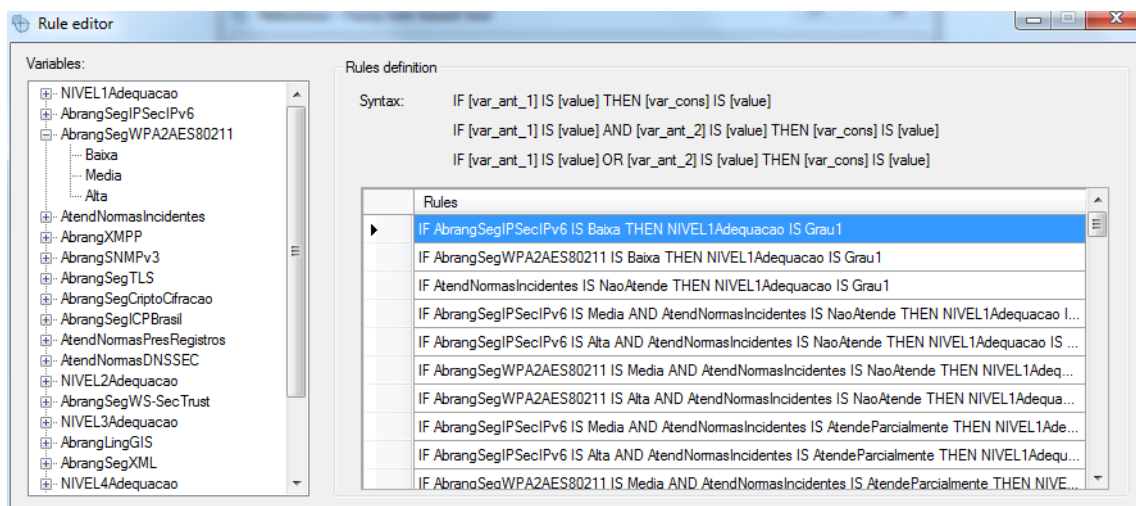 Rule editor
Variables:
NIVEL1Adequacao
AbrangSegIPSecIPv6
AbrangSegWPA2AES80211
Baixa
Media
Alta
AtendNormasIncidentes
AbrangXMPP
AbrangSNMPv3
AbrangSegTLS
AbrangSegCriptoCifracao
AbrangSegICPBrasil
AtendNormasPresRegistros
AtendNormasDNSSEC
NIVEL2Adequacao
AbrangSegWS-SecTrust
NIVEL3Adequacao
AbrangLingGIS
AbrangSegXML
NIVEL4Adequacao
Rules definition
Syntax: IF [var_ant_1] IS [value] THEN [var_cons] IS [value]
IF [var_ant_1] IS [value] AND [var_ant_2] IS [value] THEN [var_cons] IS [value]
IF [var_ant_1] IS [value] OR [var_ant_2] IS [value] THEN [var_cons] IS [value]
Rules
IF AbrangSegIPSecIPv6 IS Baixa THEN NIVEL1Adequacao IS Grau1
IF AbrangSegWPA2AES80211 IS Baixa THEN NIVEL1Adequacao IS Grau1
IF AtendNormasIncidentes IS NaoAtende THEN NIVEL1Adequacao IS Grau1
IF AbrangSegIPSecIPv6 IS Media AND AtendNormasIncidentes IS NaoAtende THEN NIVEL1Adequacao I...
IF AbrangSegIPSecIPv6 IS Alta AND AtendNormasIncidentes IS NaoAtende THEN NIVEL1Adequacao IS ...
IF AbrangSegWPA2AES80211 IS Media AND AtendNormasIncidentes IS NaoAtende THEN NIVEL1Adeq...
IF AbrangSegWPA2AES80211 IS Alta AND AtendNormasIncidentes IS NaoAtende THEN NIVEL1Adequa...
IF AbrangSegIPSecIPv6 IS Media AND AtendNormasIncidentes IS AtendeParcialmente THEN NIVEL1Ade...
IF AbrangSegIPSecIPv6 IS Alta AND AtendNormasIncidentes IS AtendeParcialmente THEN NIVEL1Adequ...
IF AbrangSegWPA2AES80211 IS Media AND AtendNormasIncidentes IS AtendeParcialmente THEN NIVE...